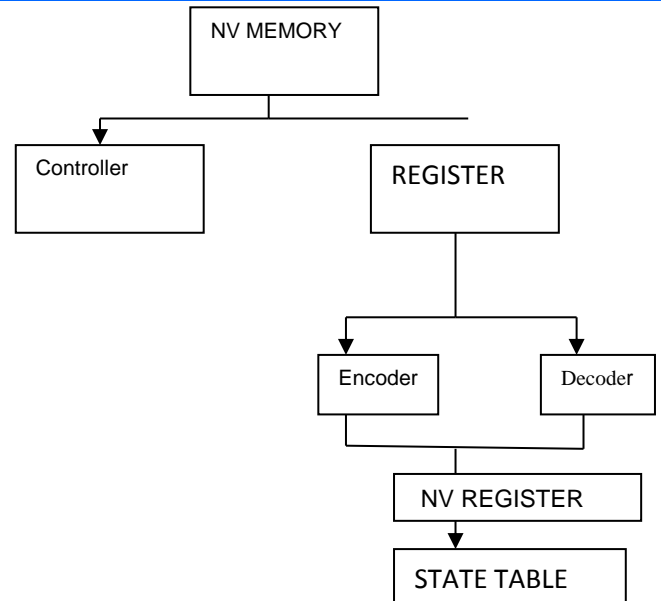 NV MEMORY
Controller
REGISTER
Encoder
Decoder
NV REGISTER
STATE TABLE